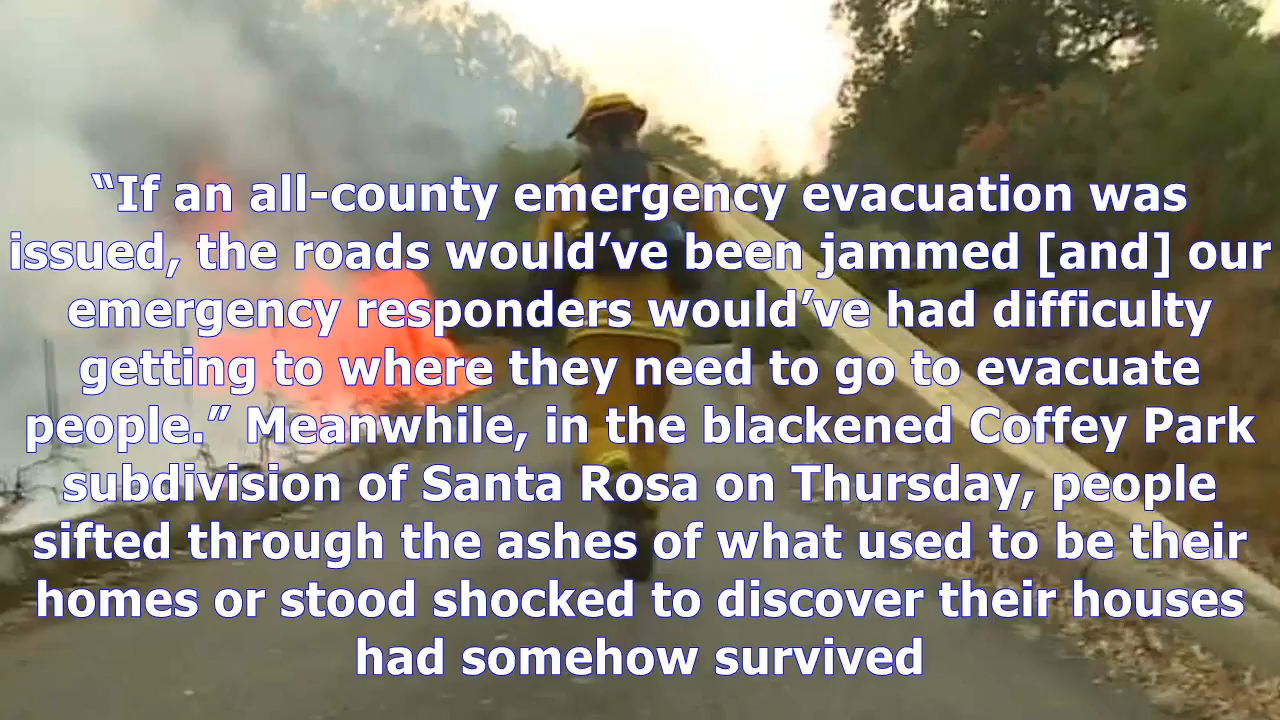 “If an all-county emergency evacuation was
issued, the roads would’ve been jammed [and] our
emergency responders would’ve had difficulty
getting to where they need to go to evacuate
people.” Meanwhile, in the blackened Coffey Park
subdivision of Santa Rosa on Thursday, people
sifted through the ashes of what used to be their
homes or stood shocked to discover their houses
had somehow survived